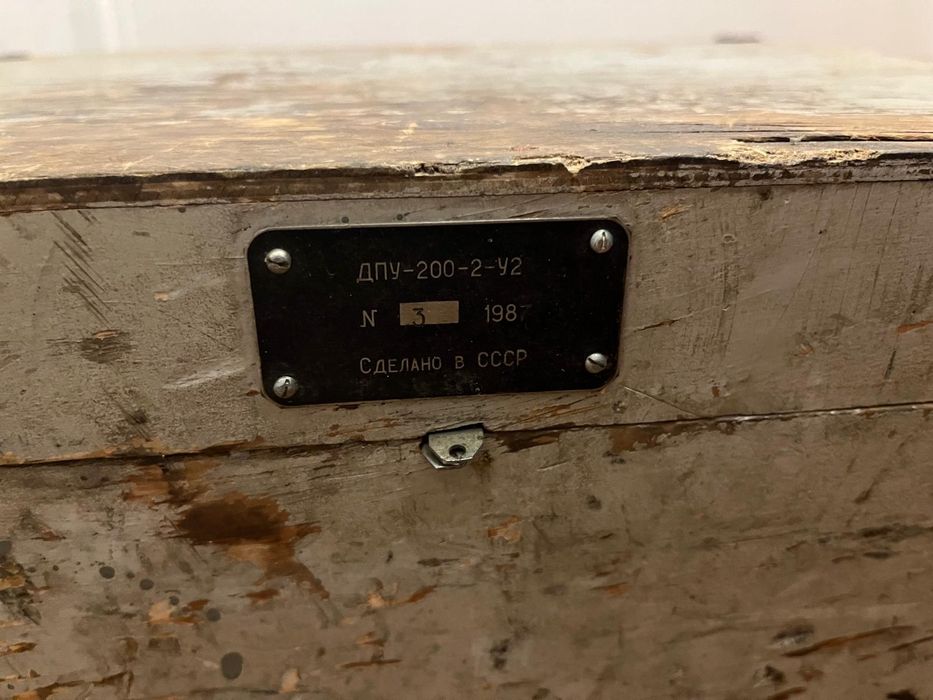 ДПУ-200-2-У2
N 3 1987
Сделано в СССР